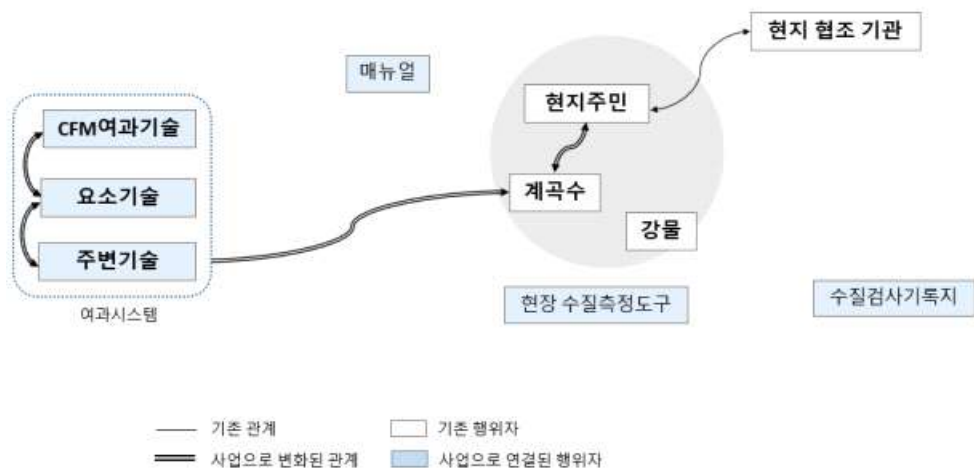 현지 협조 기관
매뉴얼
현지주민
CFM여과기술
요소기술
계곡수
강물
주변기술
현장 수질측정도구
수질검사기록지
여과시스템
기존 관계
기존 행위자
사업으로 변화된 관계
사업으로 연결된 행위자